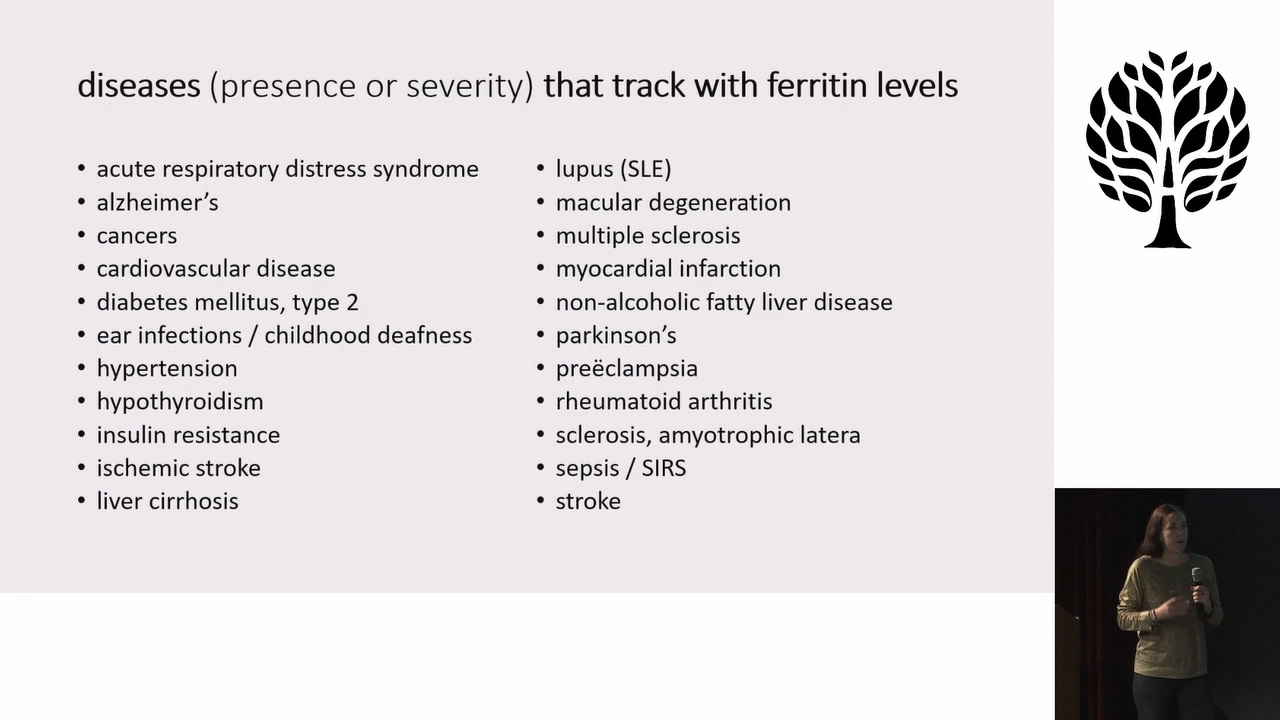 diseases (presence or severity) that track with ferritin levels
• acute respiratory distress syndrome
• alzheimer’s
• cancers
• cardiovascular disease
• diabetes mellitus, type 2
• ear infections / childhood deafness
• hypertension
• hypothyroidism
• insulin resistance
• ischemic stroke
• liver cirrhosis
• lupus (SLE)
• macular degeneration
• multiple sclerosis
• myocardial infarction
• non-alcoholic fatty liver disease
• parkinson’s
• preëclampsia
• rheumatoid arthritis
• sclerosis, amyotrophic latera
• sepsis / SIRS
• stroke